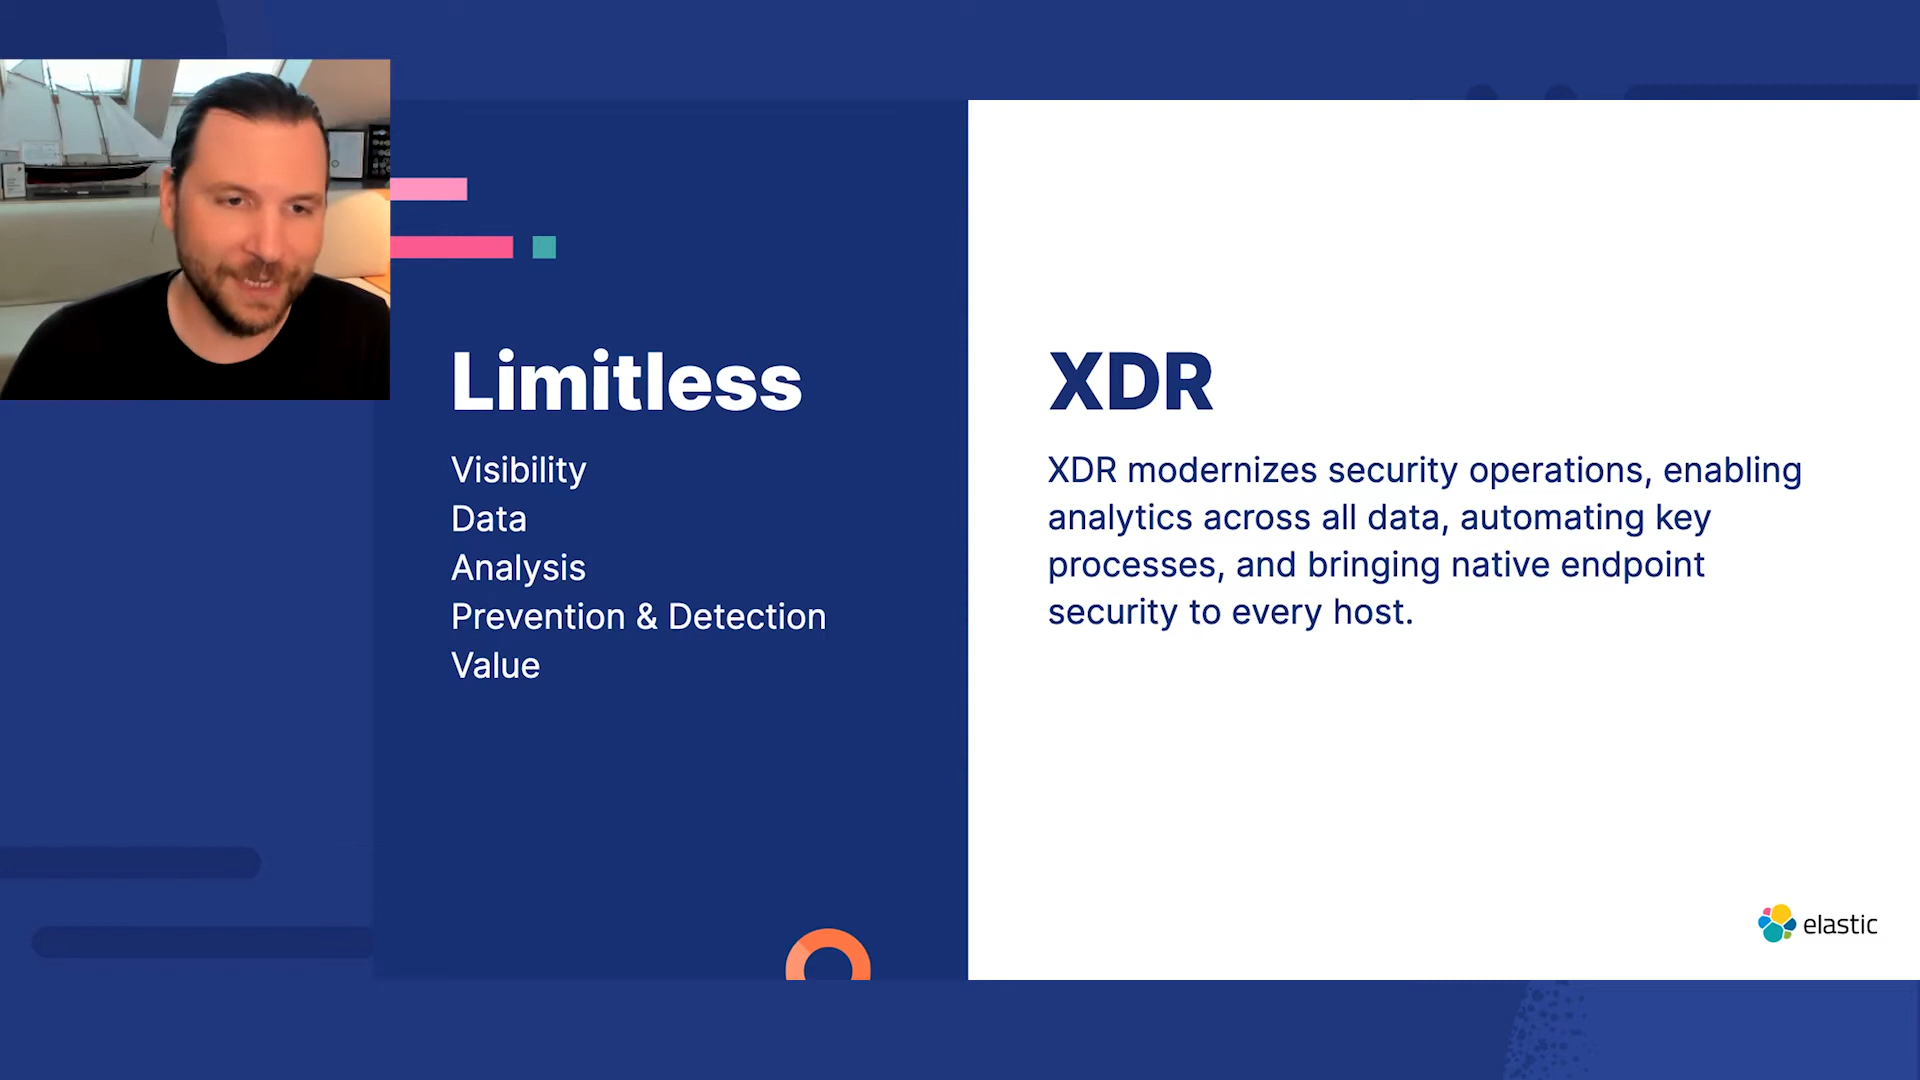 Limitless
Visibility
Data
Analysis
Prevention & Detection
Value
XDR
XDR modernizes security operations, enabling
analytics across all data, automating key
processes, and bringing native endpoint
security to every host.
elastic